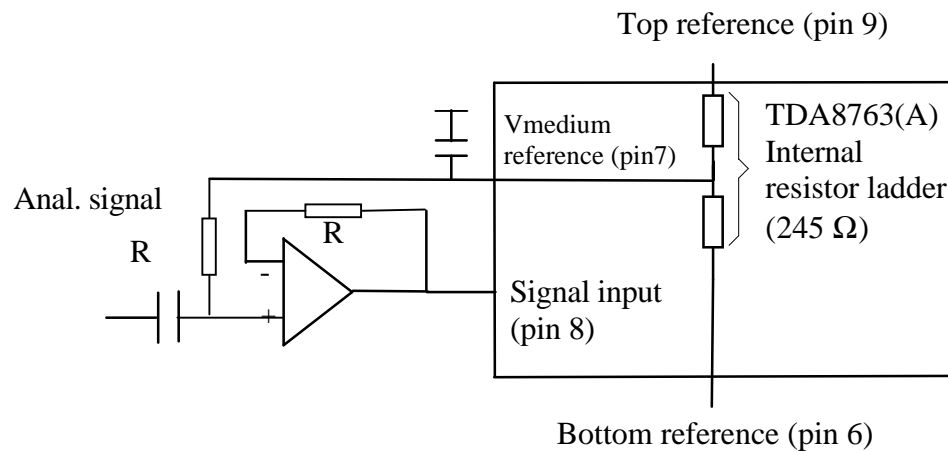 Top reference (pin 9)
TDA8763(A)
Internal
resistor ladder
(245 Ω)
Vmedium
reference (pin7)
Anal. signal
R
R
-
+
Signal input
(pin 8)
Bottom reference (pin 6)